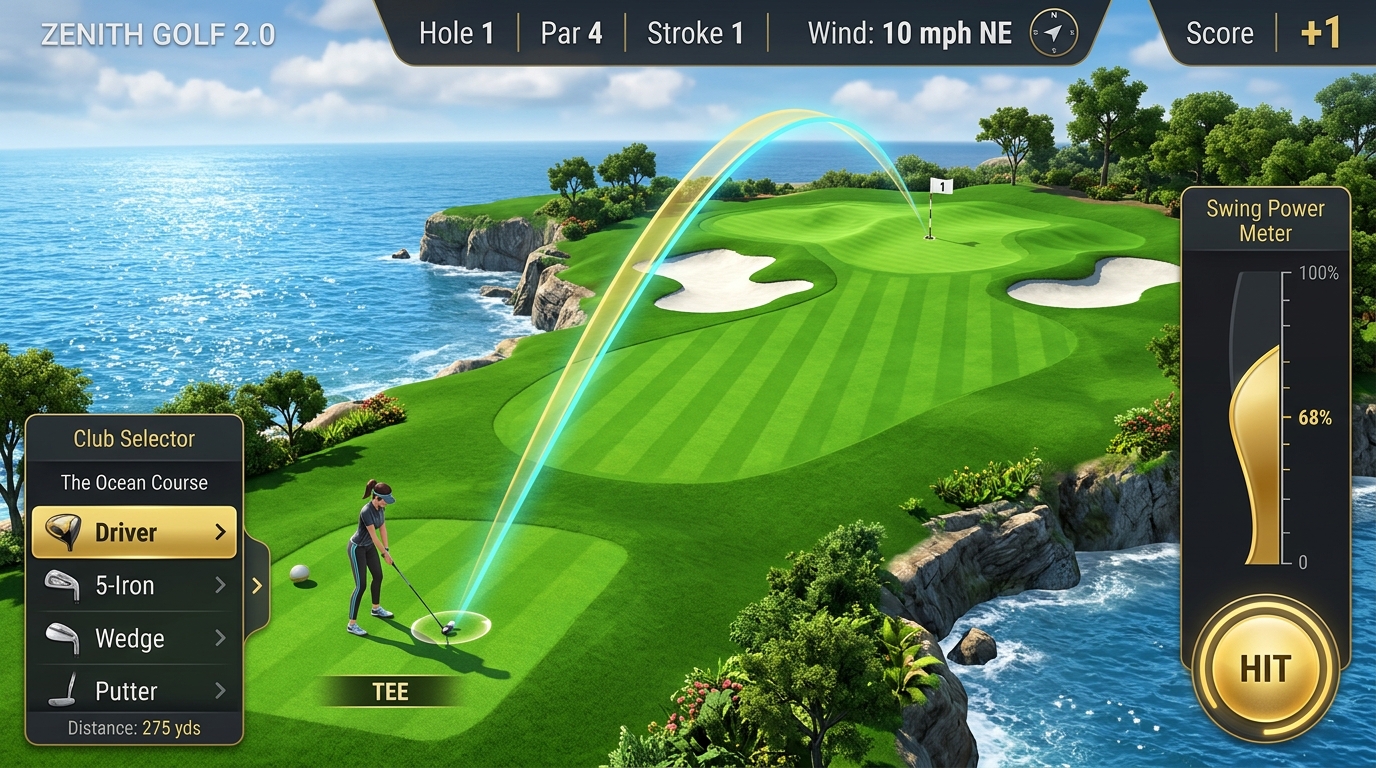 ZENITH GOLF 2.0
Hole 1
Par 4
Stroke 1
Wind: 10 mph NE
N
Score
+1
1
Swing Power
Meter
100%
68%
0
HIT
Club Selector
The Ocean Course
Driver
5-Iron
Wedge
Putter
Distance: 275 yds
TEE